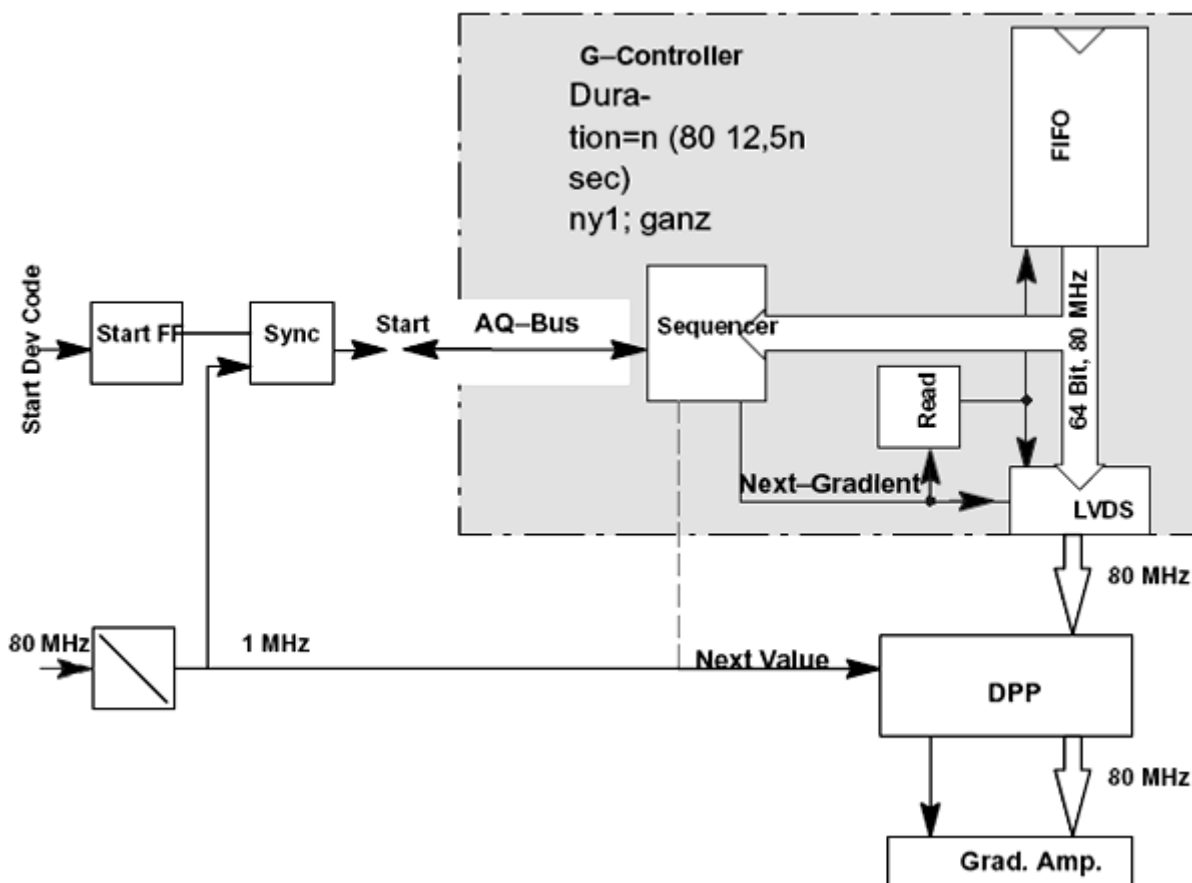 G–Controller
Dura-
tion=n (80 12,5n
sec)
ny1; ganz
FIFO
Start Dev Code
Start FF
Sync
Start
AQ–Bus
Sequencer
64 Bit, 80 MHz
Read
Next–Gradient
LVDS
80 MHz
80 MHz
1 MHz
Next Value
DPP
80 MHz
Grad. Amp.